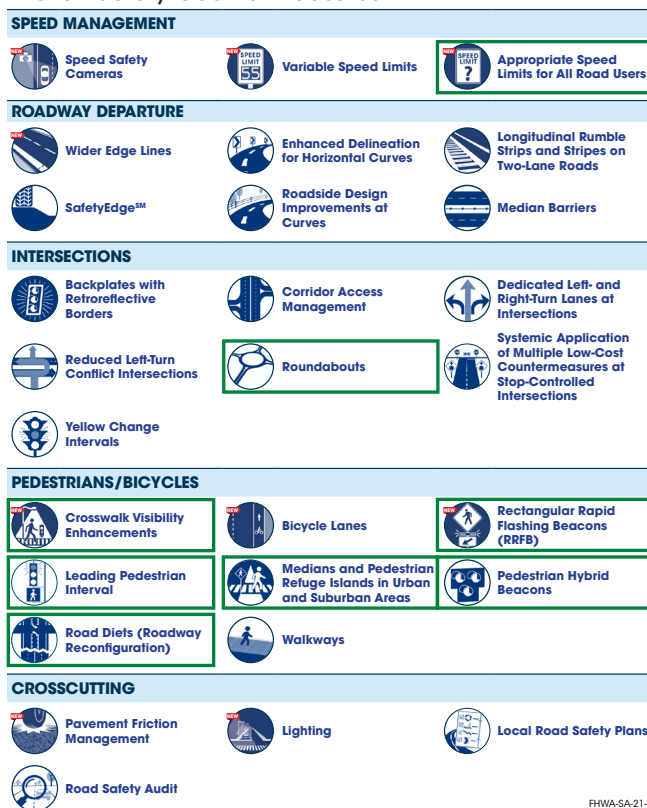 SPEED MANAGEMENT
NEW
Speed Safety
Cameras
SPEED
LIMIT
55
Variable Speed Limits
NEW
SPEED
LIMIT
?
Appropriate Speed
Limits for All Road Users
ROADWAY DEPARTURE
NEW
Wider Edge Lines
Enhanced Delineation
for Horizontal Curves
Longitudinal Rumble
Strips and Stripes on
Two-Lane Roads
SafetyEdge℠
Roadside Design
Improvements at
Curves
Median Barriers
INTERSECTIONS
Backplates with
Retroreflective
Borders
Corridor Access
Management
Dedicated Left- and
Right-Turn Lanes at
Intersections
Reduced Left-Turn
Conflict Intersections
Roundabouts
Systemic Application
of Multiple Low-Cost
Countermeasures at
Stop-Controlled
Intersections
Yellow Change
Intervals
PEDESTRIANS/BICYCLES
NEW
Crosswalk Visibility
Enhancements
NEW
Bicycle Lanes
NEW
Rectangular Rapid
Flashing Beacons
(RRFB)
Leading Pedestrian
Interval
Medians and Pedestrian
Refuge Islands in Urban
and Suburban Areas
Pedestrian Hybrid
Beacons
Road Diets (Roadway
Reconfiguration)
Walkways
CROSSCUTTING
NEW
Pavement Friction
Management
NEW
Lighting
Local Road Safety Plans
Road Safety Audit
FHWA-SA-21-